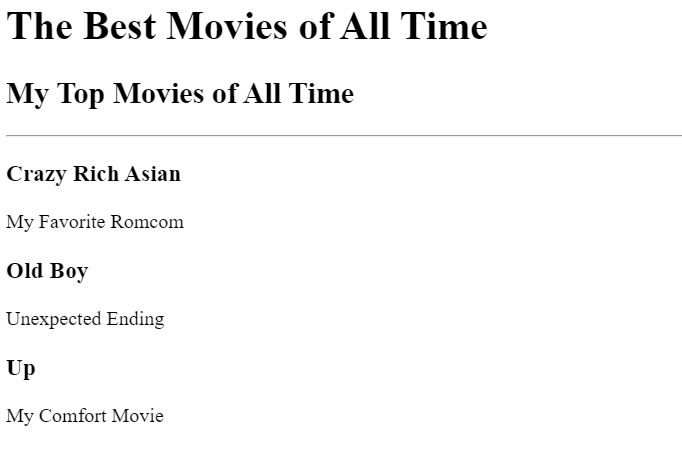 The Best Movies of All Time
My Top Movies of All Time
Crazy Rich Asian
My Favorite Romcom
Old Boy
Unexpected Ending
Up
My Comfort Movie